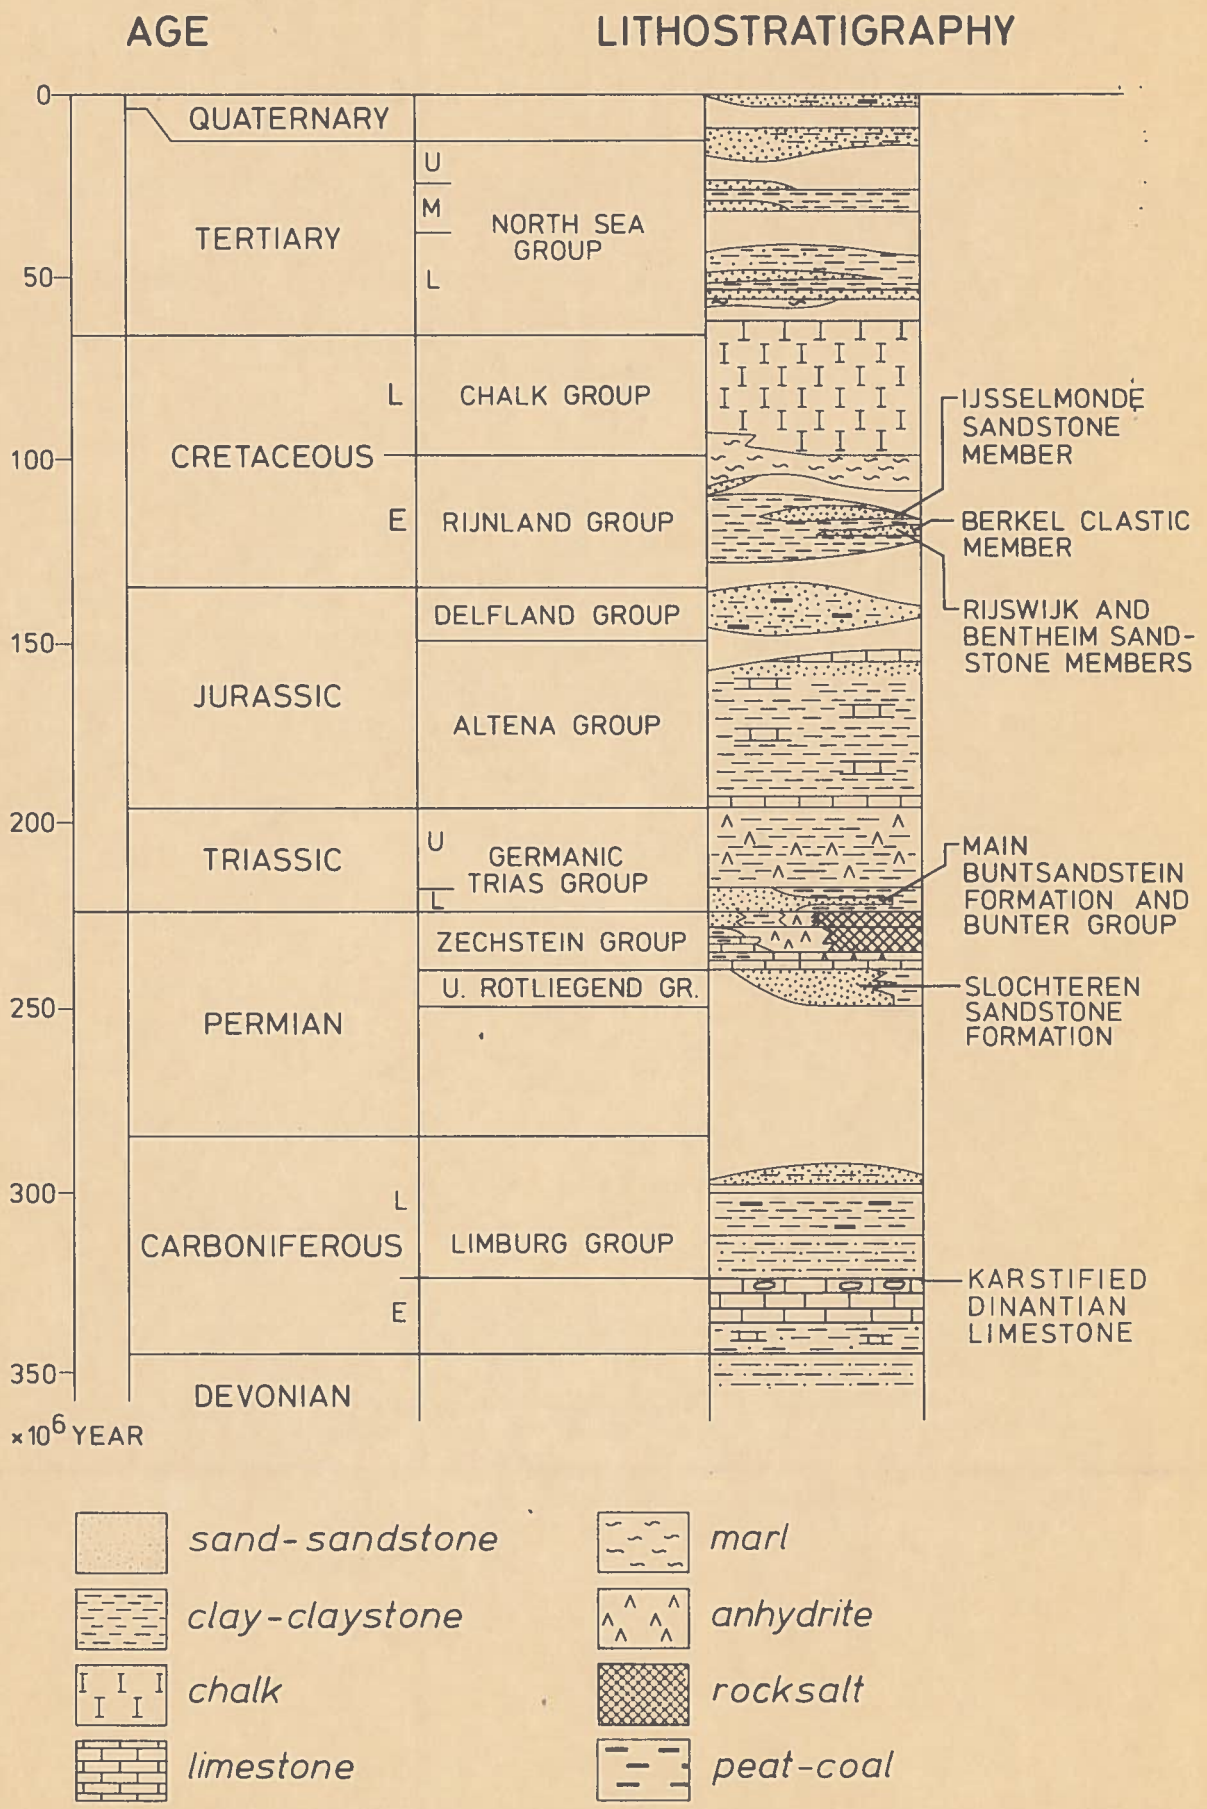 AGE
LITHOSTRATIGRAPHY
0
QUATERNARY
U
M
NORTH SEA
GROUP
TERTIARY
50
L
L
CHALK GROUP
IJSSELMONDE
SANDSTONE
MEMBER
100
CRETACEOUS
E
RIJNLAND GROUP
BERKEL CLASTIC
MEMBER
DELFLAND GROUP
RIJSWIJK AND
BENTHEIM SAND-
STONE MEMBERS
150
JURASSIC
ALTENA GROUP
200
TRIASSIC
U
GERMANIC
TRIAS GROUP
L
MAIN
BUNTSANDSTEIN
FORMATION AND
BUNTER GROUP
ZECHSTEIN GROUP
U. ROTLIEGEND GR.
SLOCHTEREN
SANDSTONE
FORMATION
250
PERMIAN
300
L
CARBONIFEROUS
LIMBURG GROUP
E
KARSTIFIED
DINANTIAN
LIMESTONE
350
DEVONIAN
×10⁶ YEAR
sand-sandstone
marl
clay-claystone
anhydrite
chalk
rocksalt
limestone
peat-coal